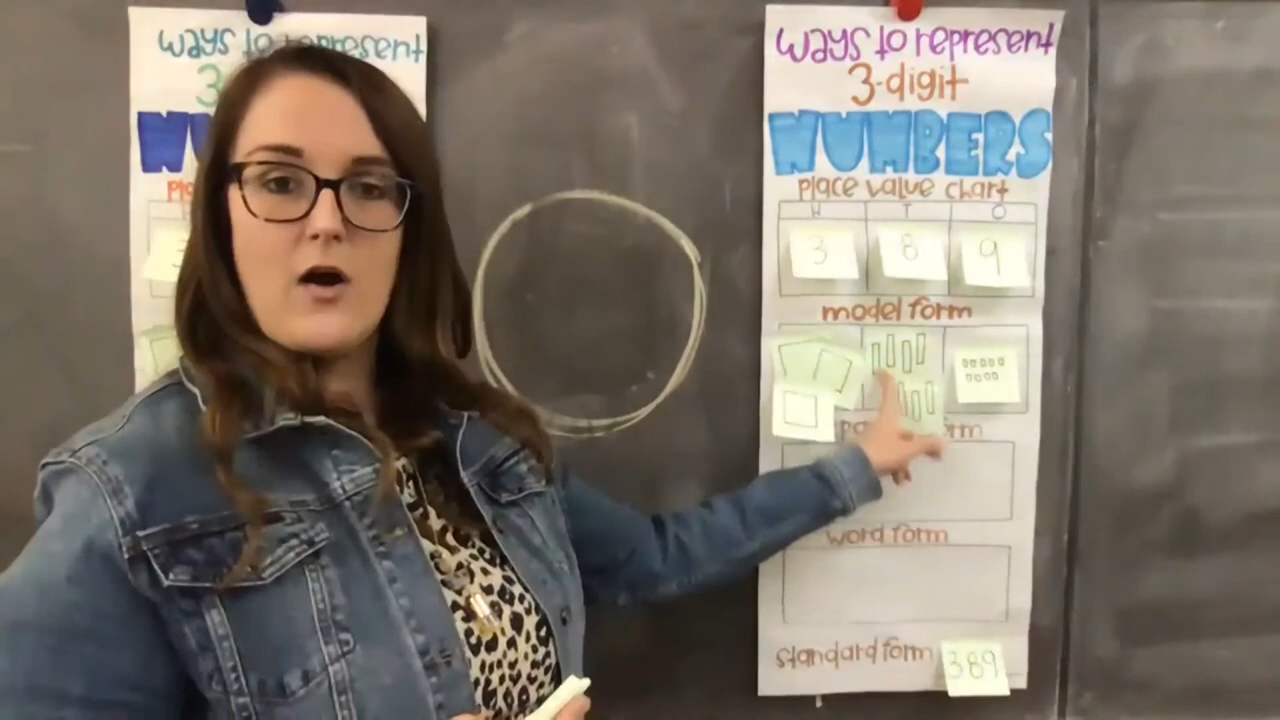 ways to represent
3
ways to represent
3-digit
NUMBERS
place value chart
H T O
3 8 9
model form
word form
standard form 389